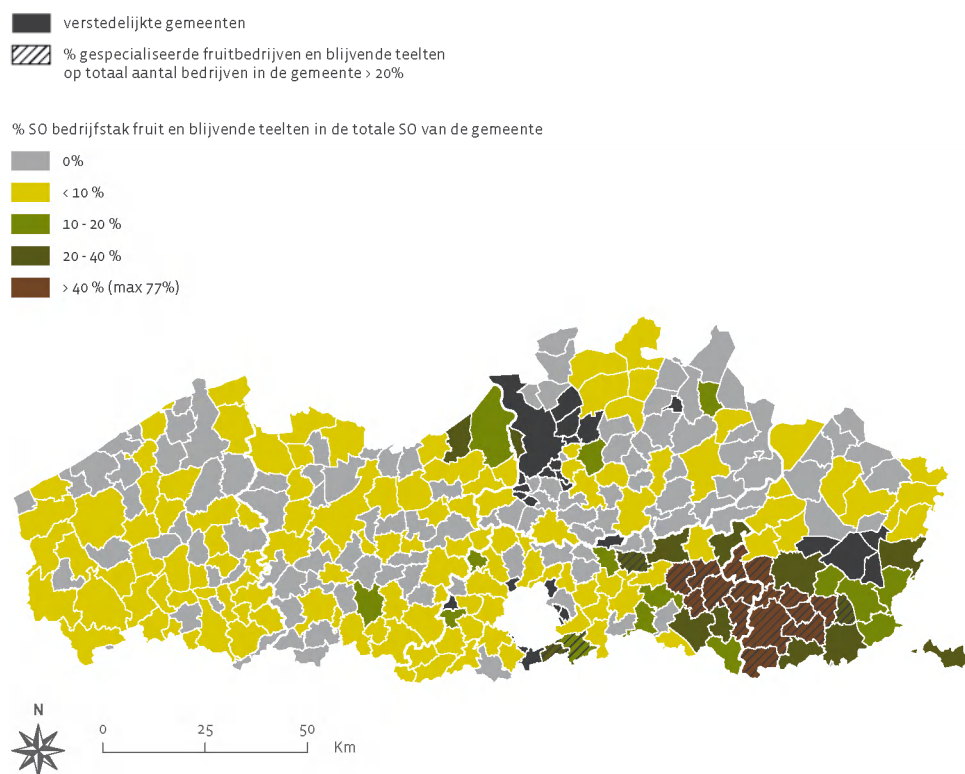 verstedelijkte gemeenten
% gespecialiseerde fruitbedrijven en blijvende teelten
op totaal aantal bedrijven in de gemeente > 20%
% SO bedrijfstak fruit en blijvende teelten in de totale SO van de gemeente
0%
< 10 %
10 - 20 %
20 - 40 %
> 40 % (max 77%)
N
0 25 50
Km